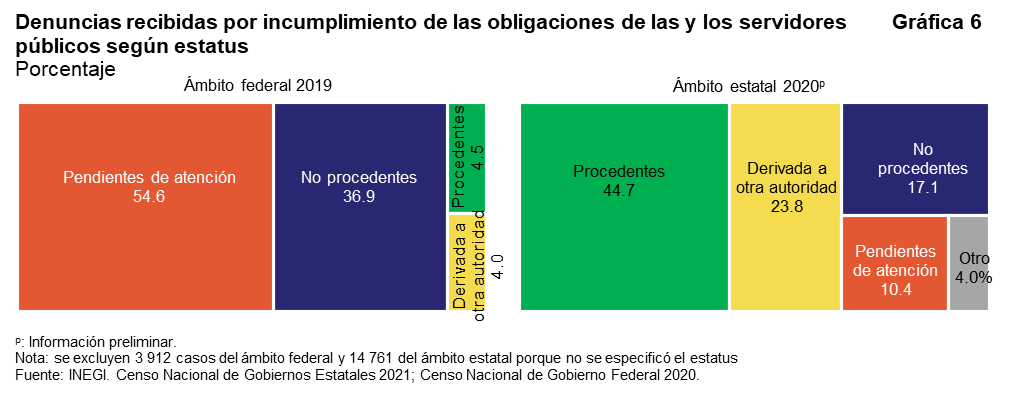 Denuncias recibidas por incumplimiento de las obligaciones de las y los servidores
públicos según estatus
Gráfica 6
Porcentaje
Ámbito federal 2019
Pendientes de atención
54.6
No procedentes
36.9
Procedentes
4.5
Derivada a
otra autoridad
4.0
Ámbito estatal 2020ᵖ
Procedentes
44.7
Derivada a
otra autoridad
23.8
No
procedentes
17.1
Pendientes
de atención
10.4
Otro
4.0%
ᵖ: Información preliminar.
Nota: se excluyen 3 912 casos del ámbito federal y 14 761 del ámbito estatal porque no se especificó el estatus
Fuente: INEGI. Censo Nacional de Gobiernos Estatales 2021; Censo Nacional de Gobierno Federal 2020.